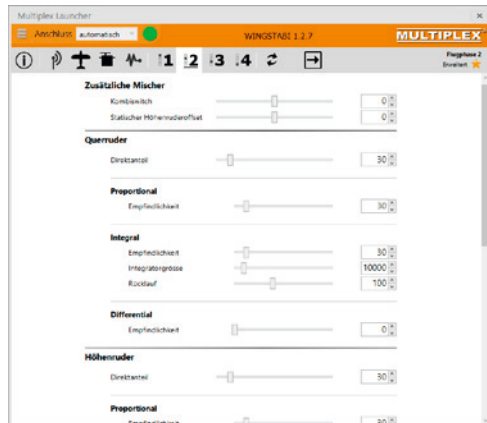 Multiplex Launcher
Anschluss automatisch WINGSTABI 1.2.7 MULTIPLEX
1 2 3 4 Flugphase 2
Erweitert
Zusätzliche Mischer
Kombiswitch 0
Statischer Höhenruderoffset 0
Querruder
Direktanteil 30
Proportional
Empfindlichkeit 30
Integral
Empfindlichkeit 30
Integratorgrösse 10000
Rücklauf 100
Differential
Empfindlichkeit 0
Höhenruder
Direktanteil 30
Proportional
Empfindlichkeit 30